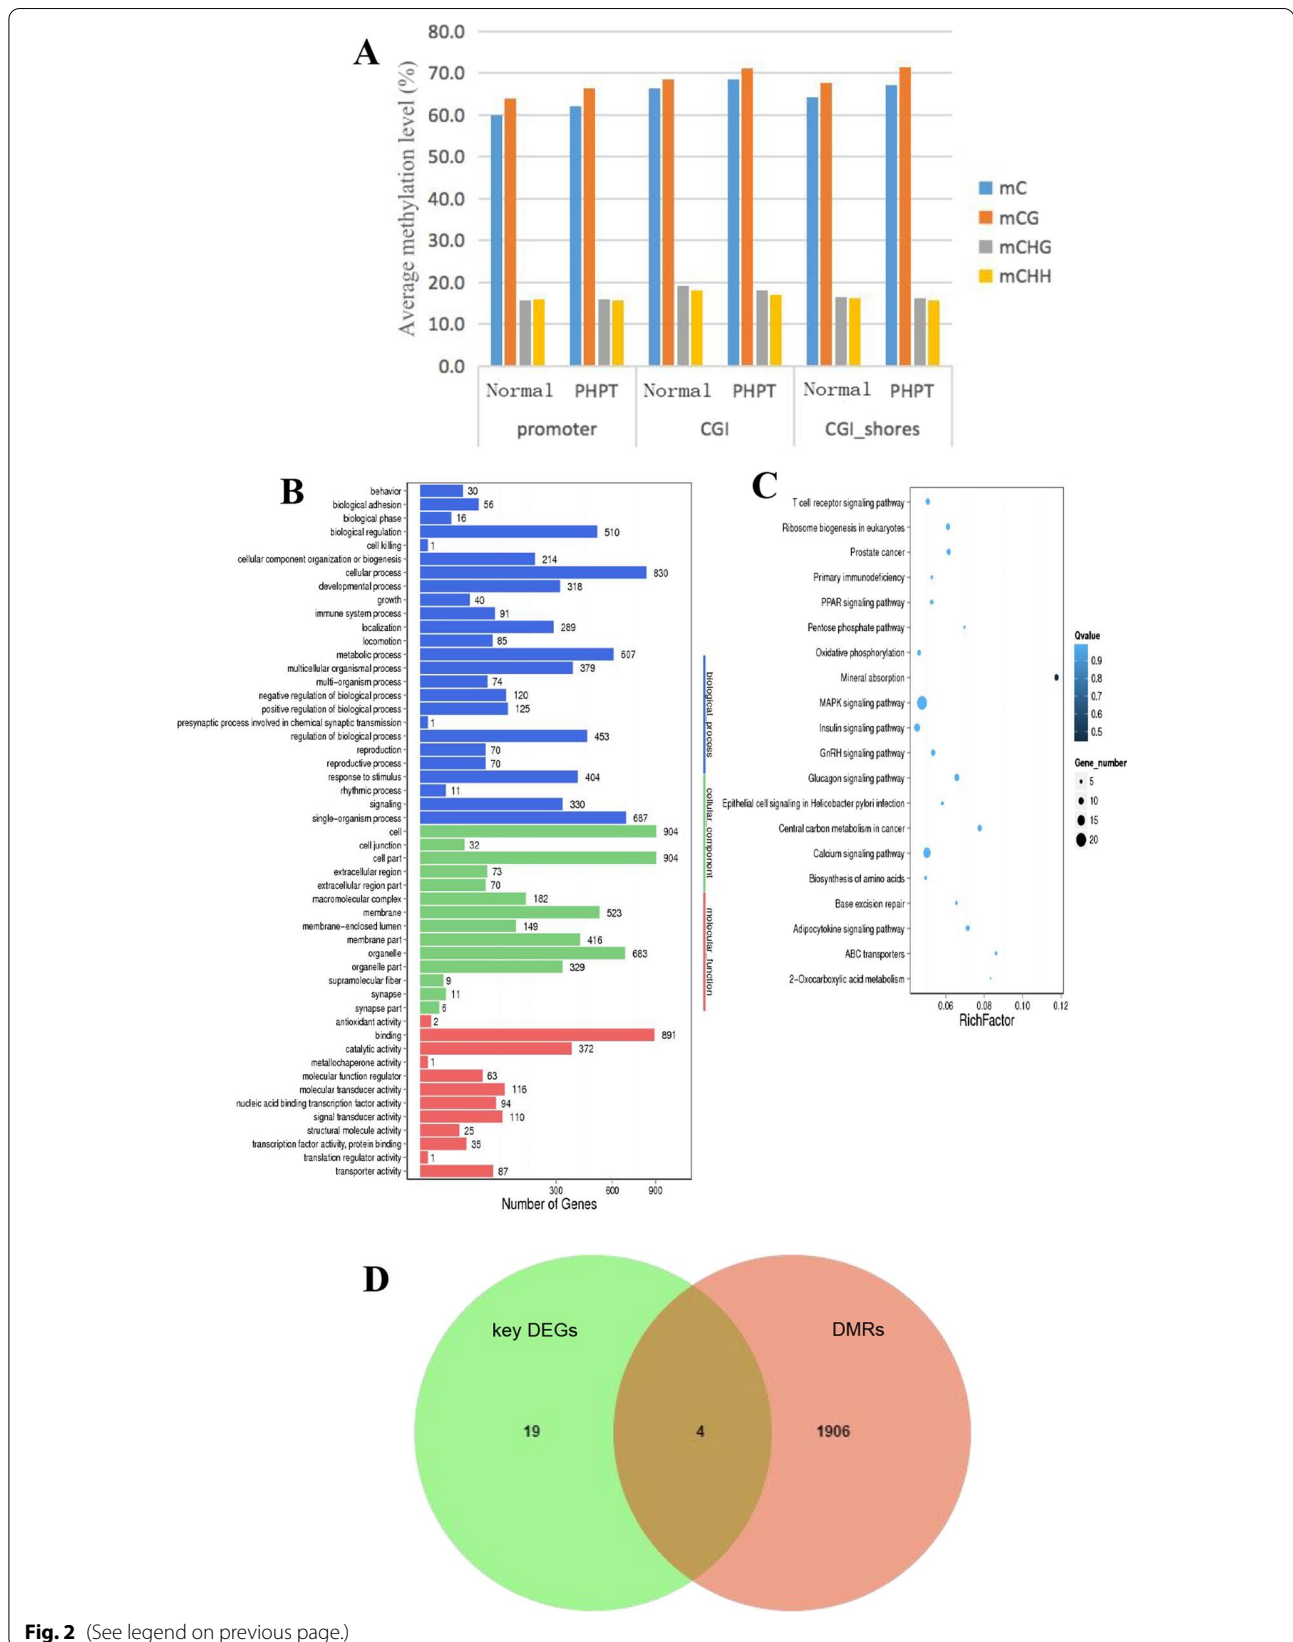 A
Average methylation level (%)
80.0
70.0
60.0
50.0
40.0
30.0
20.0
10.0
0.0
Normal PHPT Normal PHPT Normal PHPT
promoter CGI CGI_shores
mC
mCG
mCHG
mCHH
B
behavior 30
biological adhesion 56
biological phase 16
biological regulation 510
cell killing 1
cellular component organization or biogenesis 214
cellular process 830
developmental process 318
growth 40
immune system process 91
localization 289
locomotion 85
metabolic process 607
multicellular organismal process 379
multi-organism process 74
negative regulation of biological process 120
positive regulation of biological process 125
presynaptic process involved in chemical synaptic transmission 1
regulation of biological process 453
reproduction 70
reproductive process 70
response to stimulus 404
rhythmic process 11
signaling 330
single-organism process 687
cell 904
cell junction 32
cell part 904
extracellular region 73
extracellular region part 70
macromolecular complex 182
membrane 523
membrane-enclosed lumen 149
membrane part 416
organelle 683
organelle part 329
supramolecular fiber 9
synapse 11
synapse part 6
antioxidant activity 2
binding 891
catalytic activity 372
metallochaperone activity 1
molecular function regulator 63
molecular transducer activity 116
nucleic acid binding transcription factor activity 94
signal transducer activity 110
structural molecule activity 25
transcription factor activity, protein binding 35
translation regulator activity 1
transporter activity 87
300 600 900
Number of Genes
biological_process
cellular_component
molecular_function
C
T cell receptor signaling pathway
Ribosome biogenesis in eukaryotes
Prostate cancer
Primary immunodeficiency
PPAR signaling pathway
Pentose phosphate pathway
Oxidative phosphorylation
Mineral absorption
MAPK signaling pathway
Insulin signaling pathway
GnRH signaling pathway
Glucagon signaling pathway
Epithelial cell signaling in Helicobacter pylori infection
Central carbon metabolism in cancer
Calcium signaling pathway
Biosynthesis of amino acids
Base excision repair
Adipocytokine signaling pathway
ABC transporters
2-Oxocarboxylic acid metabolism
0.06 0.08 0.10 0.12
RichFactor
Qvalue
0.9
0.8
0.7
0.6
0.5
Gene_number
5
10
15
20
D
key DEGs DMRs
19 4 1906
Fig. 2 (See legend on previous page.)